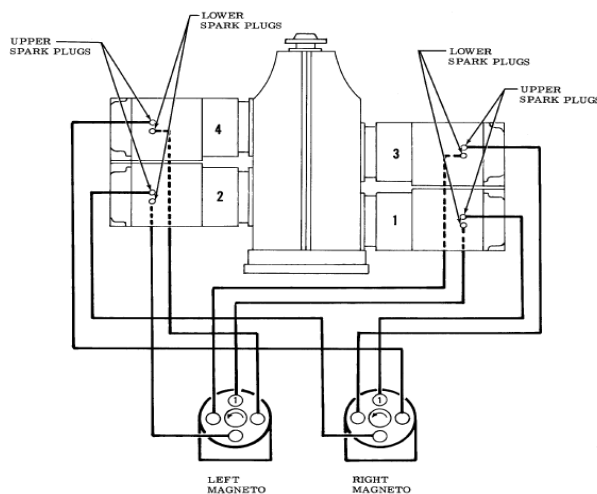 LOWER
SPARK PLUGS
UPPER
SPARK PLUGS
LOWER
SPARK PLUGS
UPPER
SPARK PLUGS
4
3
2
1
1
1
LEFT
MAGNETO
RIGHT
MAGNETO